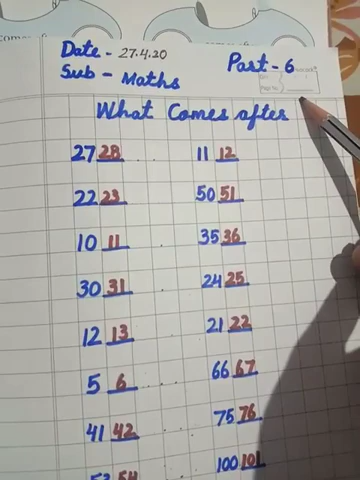 Date - 27.4.20
Part - 6
Sub - Maths
What Comes after
27 28 11 12
22 23 50 51
10 11 35 36
30 31 24 25
12 13 21 22
5 6 66 67
41 42 75 76
53 54 100 101